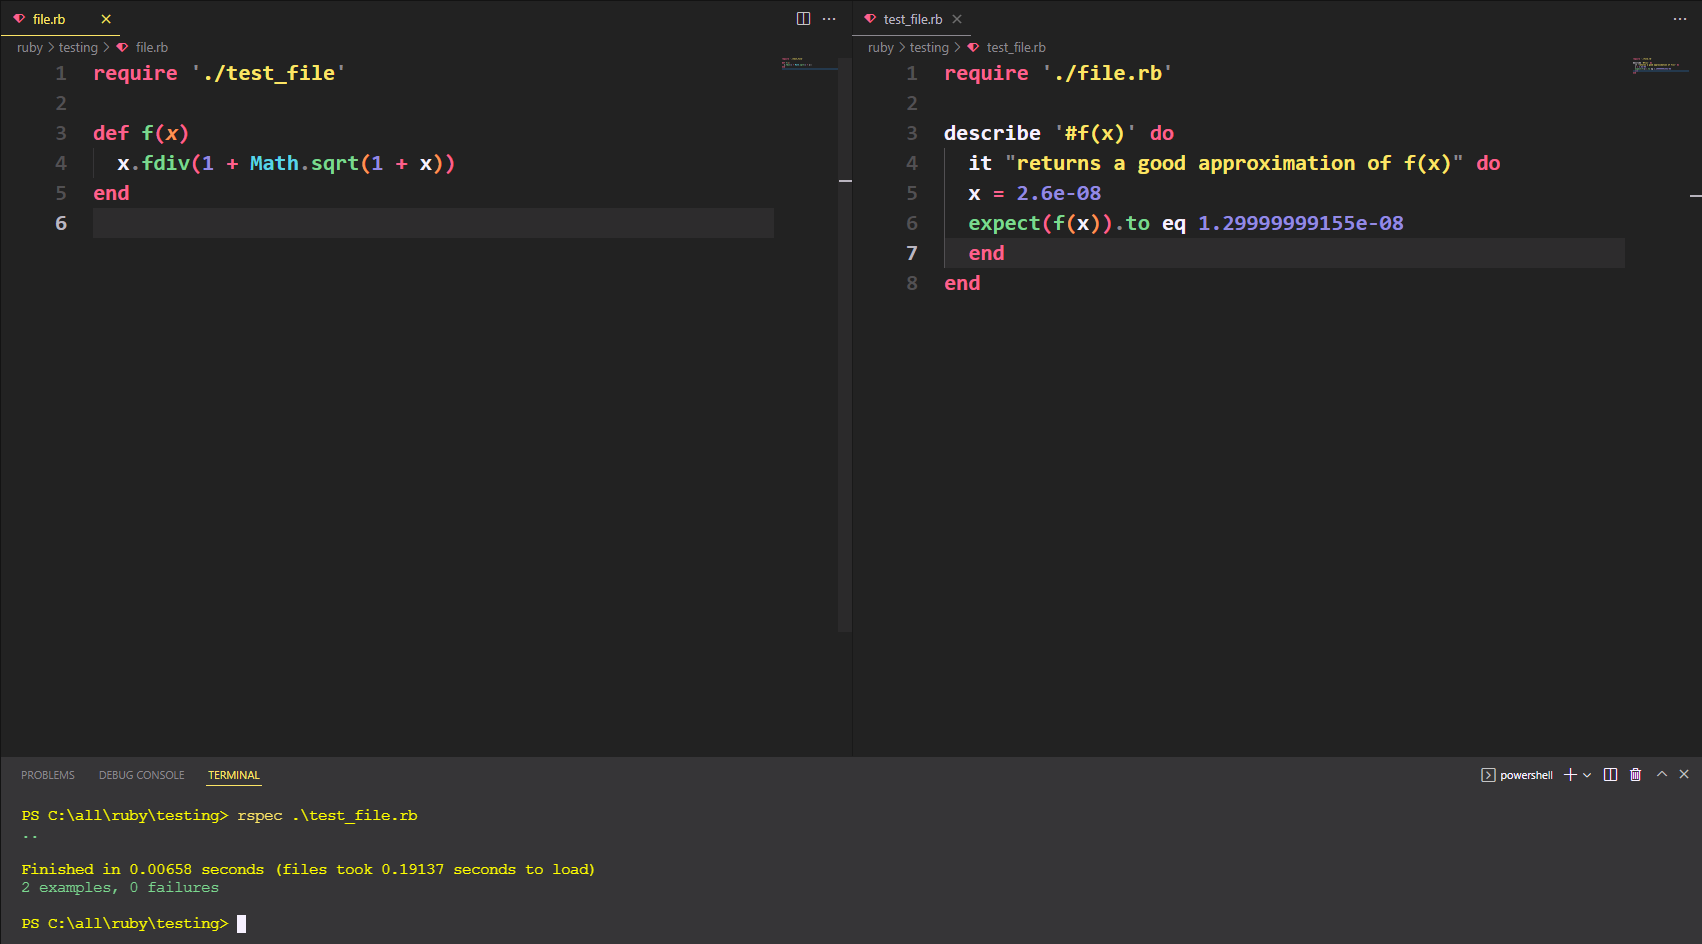 file.rb
ruby > testing > file.rb
1 require './test_file'
2
3 def f(x)
4   x.fdiv(1 + Math.sqrt(1 + x))
5 end
6
test_file.rb
ruby > testing > test_file.rb
1 require './file.rb'
2
3 describe '#f(x)' do
4   it "returns a good approximation of f(x)" do
5   x = 2.6e-08
6   expect(f(x)).to eq 1.29999999155e-08
7   end
8 end
PROBLEMS DEBUG CONSOLE TERMINAL
powershell
PS C:\all\ruby\testing> rspec .\test_file.rb
..
Finished in 0.00658 seconds (files took 0.19137 seconds to load)
2 examples, 0 failures
PS C:\all\ruby\testing>